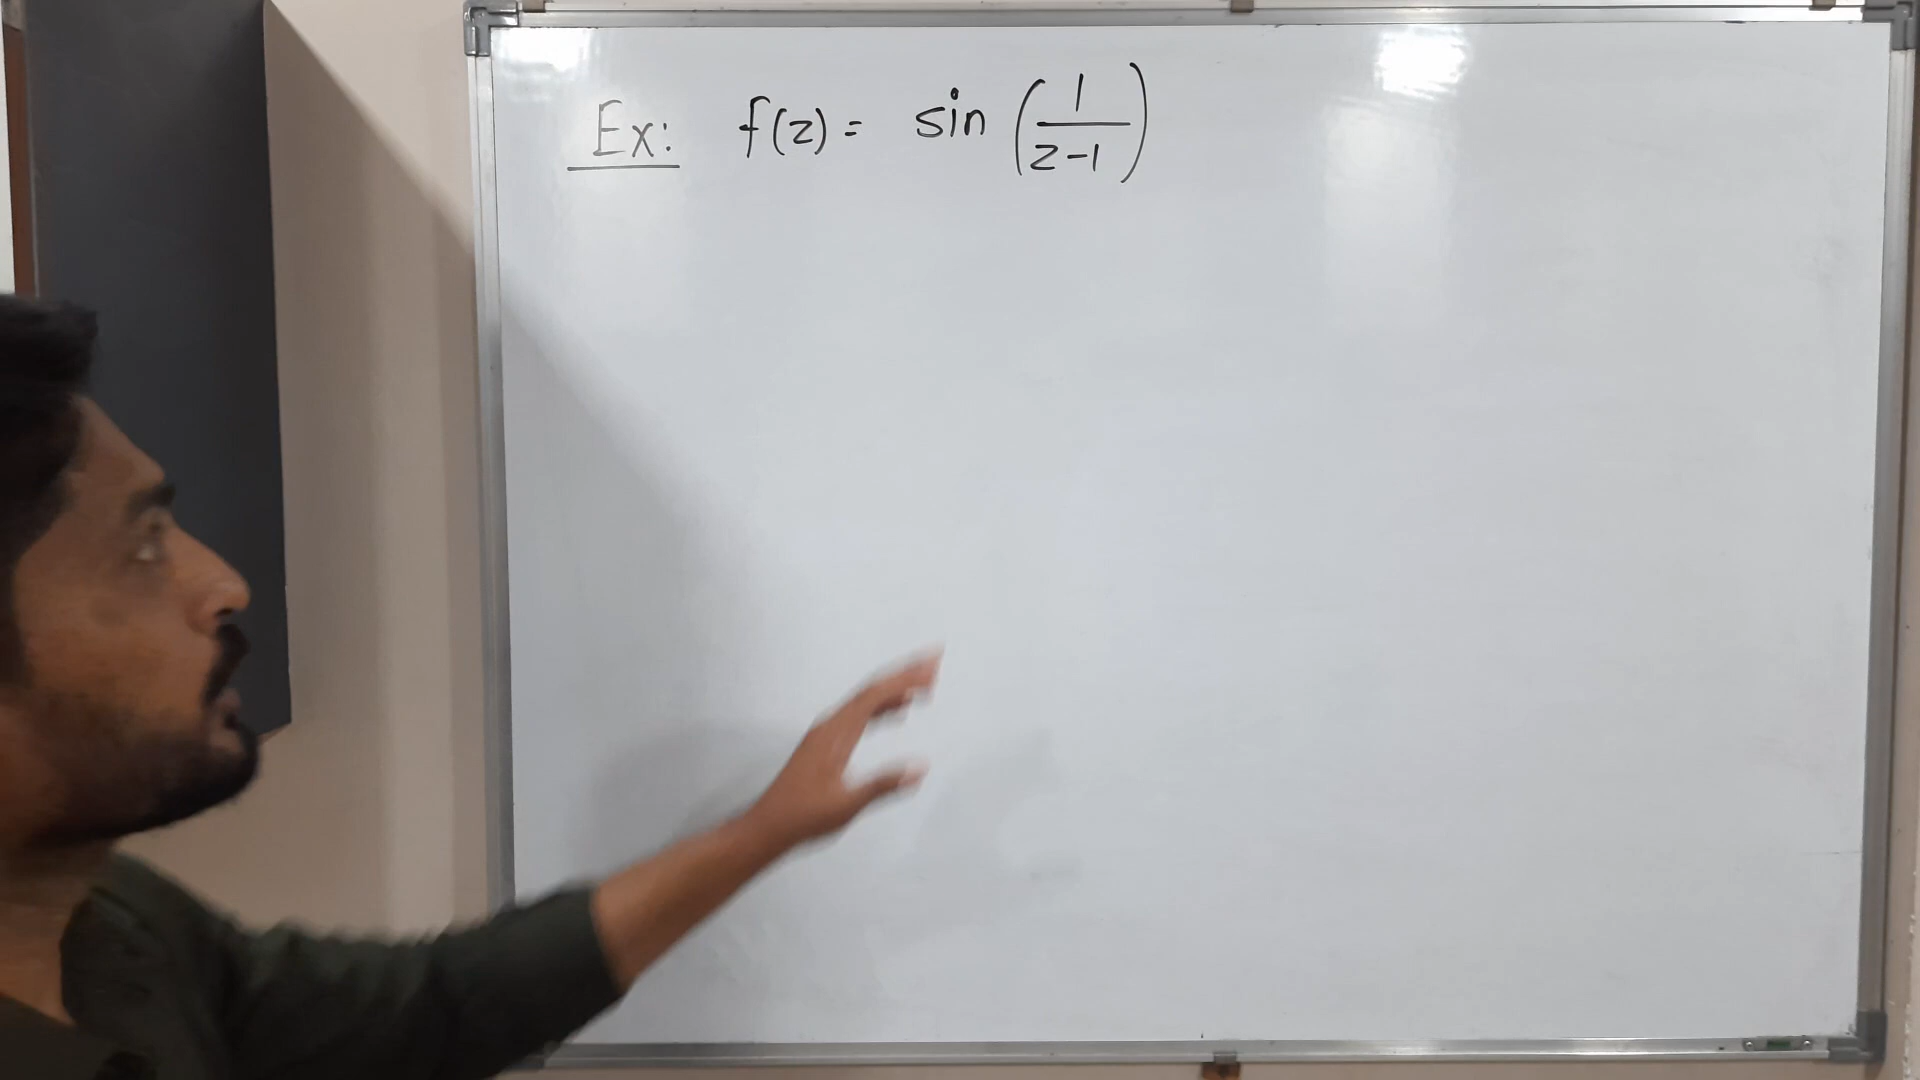 Ex: f(z) = sin (1/(z-1))